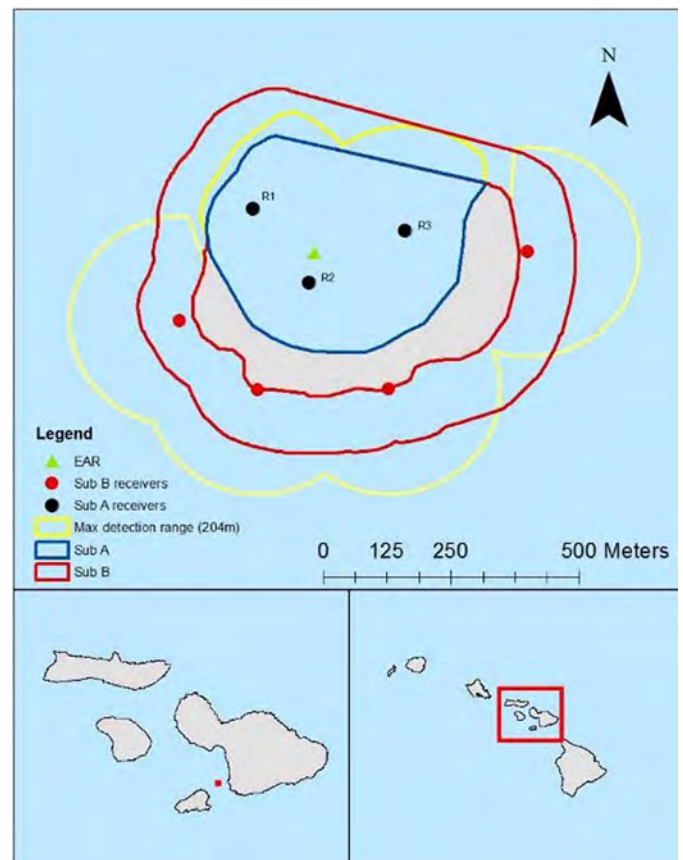 N
R1
R3
R2
Legend
EAR
Sub B receivers
Sub A receivers
Max detection range (204m)
Sub A
Sub B
0 125 250 500 Meters